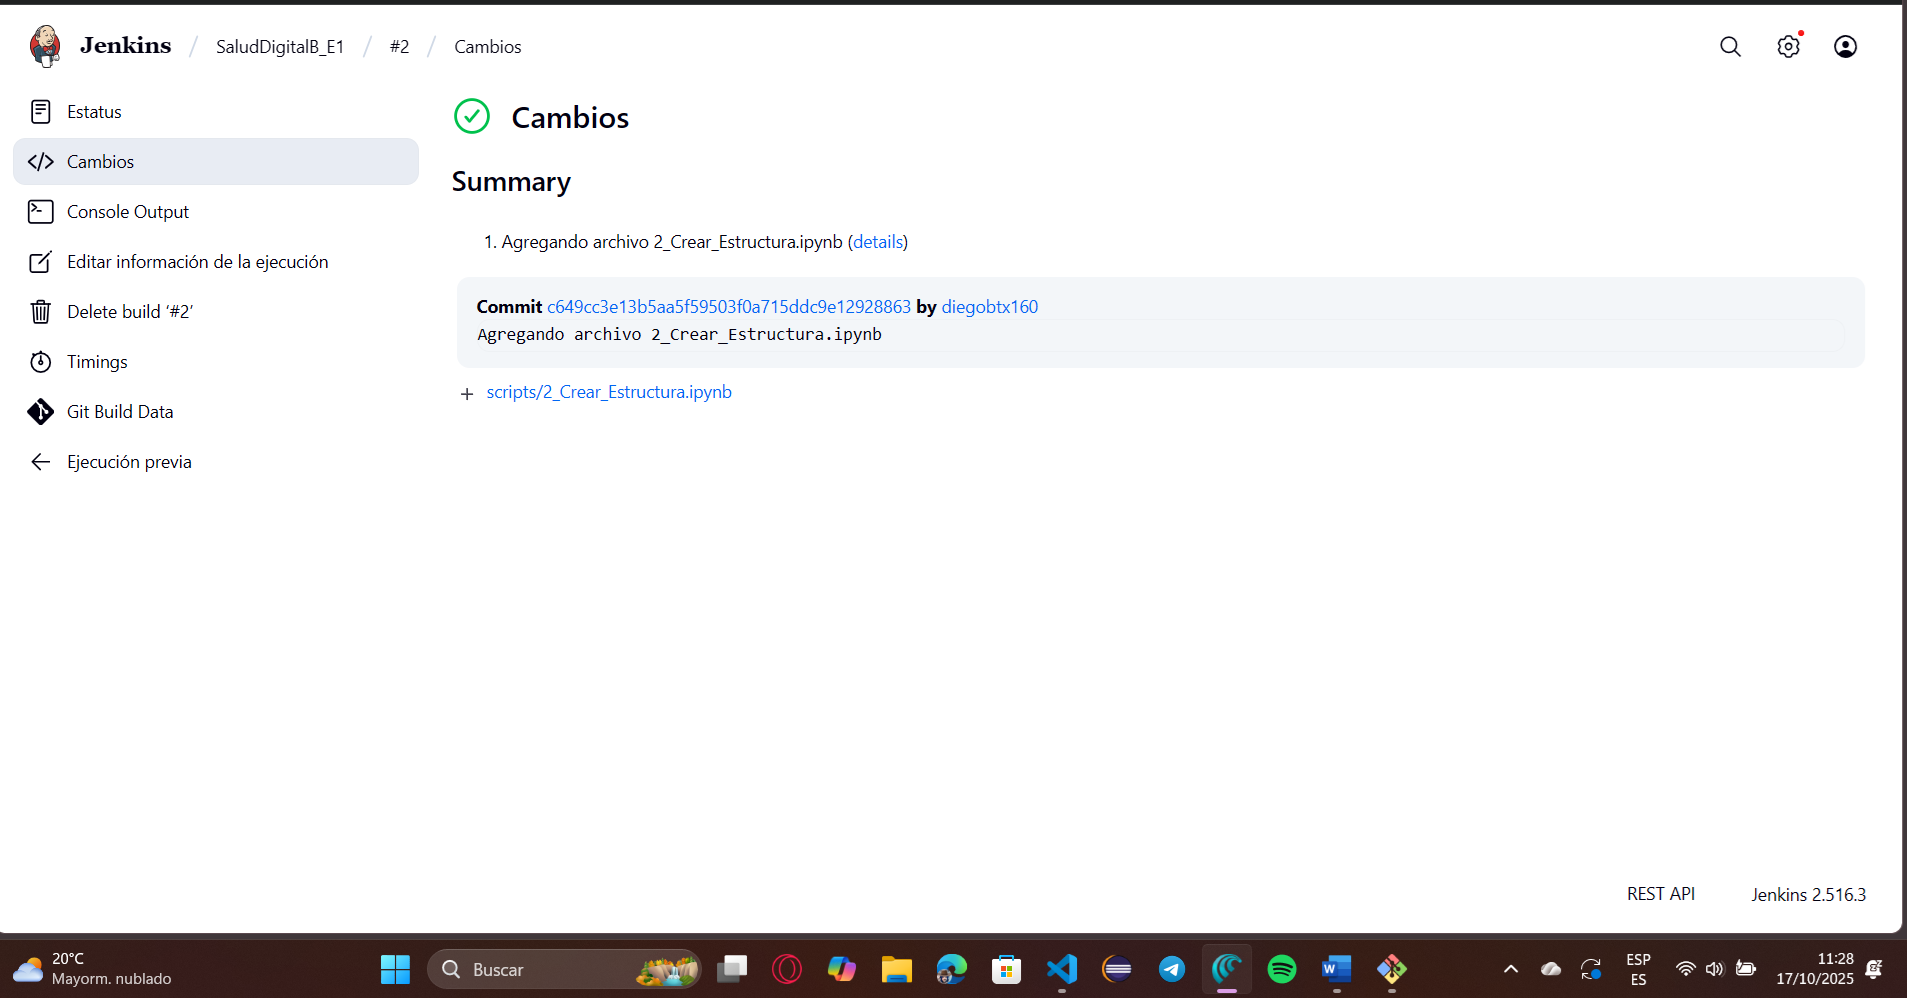 Jenkins / SaludDigitalB_E1 / #2 / Cambios
Estatus
Cambios
Console Output
Editar información de la ejecución
Delete build ‘#2’
Timings
Git Build Data
Ejecución previa
Cambios
Summary
1. Agregando archivo 2_Crear_Estructura.ipynb (details)
Commit c649cc3e13b5aa5f59503f0a715ddc9e12928863 by diegobtx160
Agregando archivo 2_Crear_Estructura.ipynb
+ scripts/2_Crear_Estructura.ipynb
REST API
Jenkins 2.516.3
20°C
Mayorm. nublado
Buscar
ESP
ES
11:28
17/10/2025